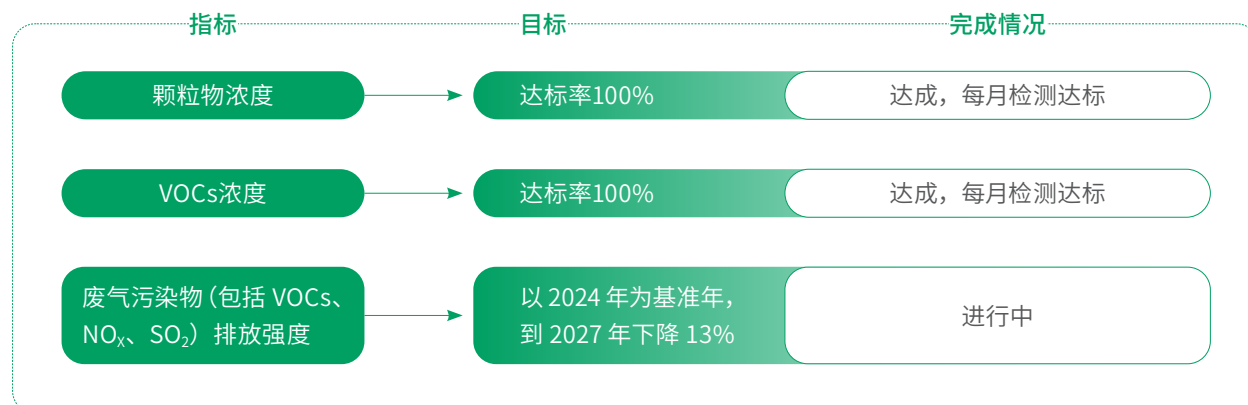 指标 目标 完成情况
颗粒物浓度 达标率100% 达成，每月检测达标
VOCs浓度 达标率100% 达成，每月检测达标
废气污染物（包括 VOCs、
NOX、SO2）排放强度
以 2024 年为基准年，
到 2027 年下降 13%
进行中